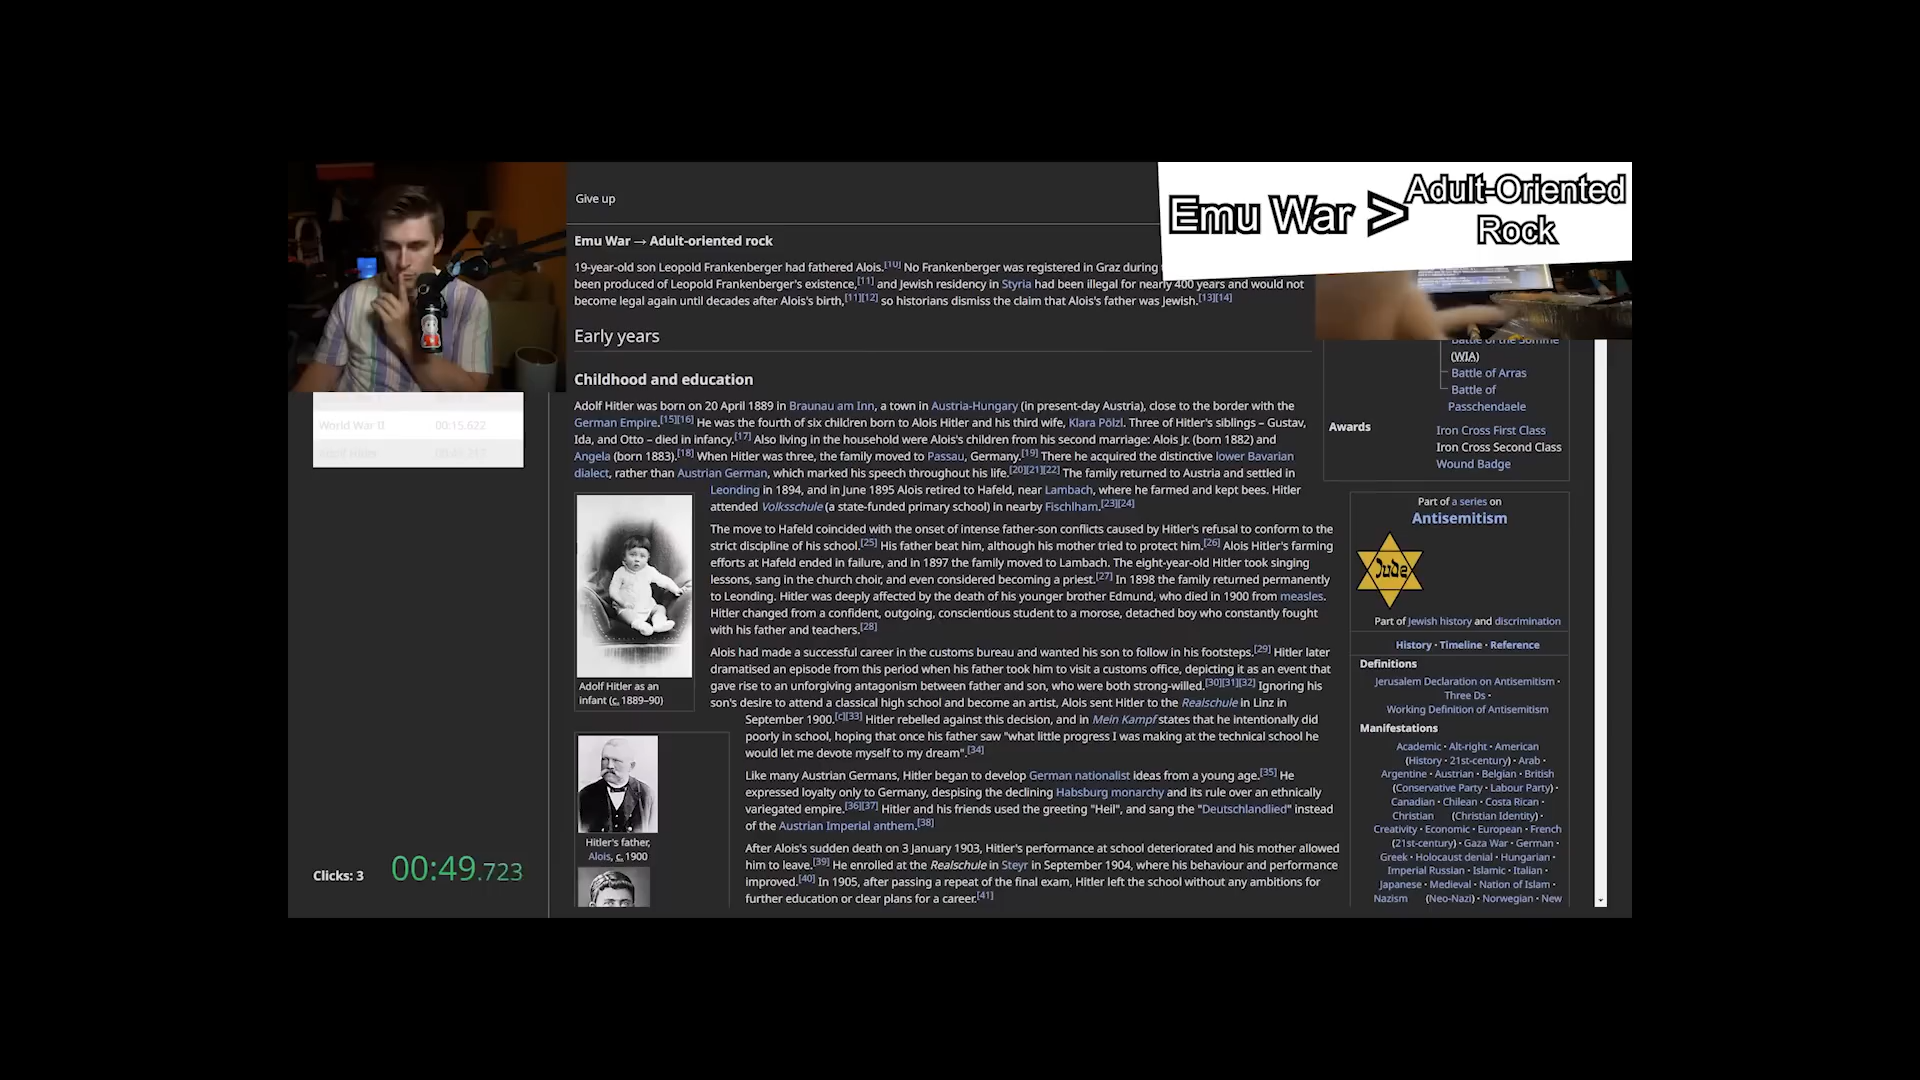 Give up
Emu War >
Adult-Oriented
Rock
Emu War → Adult-oriented rock
19-year-old son Leopold Frankenberger had fathered Alois.[10] No Frankenberger was registered in Graz during
been produced of Leopold Frankenberger's existence,[11] and Jewish residency in Styria had been illegal for nearly 400 years and would not
become legal again until decades after Alois's birth,[11][12] so historians dismiss the claim that Alois's father was Jewish.[13][14]
Early years
Childhood and education
Adolf Hitler was born on 20 April 1889 in Braunau am Inn, a town in Austria-Hungary (in present-day Austria), close to the border with the
German Empire.[15][16] He was the fourth of six children born to Alois Hitler and his third wife, Klara Pölzl. Three of Hitler's siblings – Gustav,
Ida, and Otto – died in infancy.[17] Also living in the household were Alois's children from his second marriage: Alois Jr. (born 1882) and
Angela (born 1883).[18] When Hitler was three, the family moved to Passau, Germany.[19] There he acquired the distinctive lower Bavarian
dialect, rather than Austrian German, which marked his speech throughout his life.[20][21][22] The family returned to Austria and settled in
Leonding in 1894, and in June 1895 Alois retired to Hafeld, near Lambach, where he farmed and kept bees. Hitler
attended Volksschule (a state-funded primary school) in nearby Fischlham.[23][24]
The move to Hafeld coincided with the onset of intense father-son conflicts caused by Hitler's refusal to conform to the
strict discipline of his school.[25] His father beat him, although his mother tried to protect him.[26] Alois Hitler's farming
efforts at Hafeld ended in failure, and in 1897 the family moved to Lambach. The eight-year-old Hitler took singing
lessons, sang in the church choir, and even considered becoming a priest.[27] In 1898 the family returned permanently
to Leonding. Hitler was deeply affected by the death of his younger brother Edmund, who died in 1900 from measles.
Hitler changed from a confident, outgoing, conscientious student to a morose, detached boy who constantly fought
with his father and teachers.[28]
Alois had made a successful career in the customs bureau and wanted his son to follow in his footsteps.[29] Hitler later
dramatised an episode from this period when his father took him to visit a customs office, depicting it as an event that
gave rise to an unforgiving antagonism between father and son, who were both strong-willed.[30][31][32] Ignoring his
son's desire to attend a classical high school and become an artist, Alois sent Hitler to the Realschule in Linz in
September 1900.[c][33] Hitler rebelled against this decision, and in Mein Kampf states that he intentionally did
poorly in school, hoping that once his father saw "what little progress I was making at the technical school he
would let me devote myself to my dream".[34]
Like many Austrian Germans, Hitler began to develop German nationalist ideas from a young age.[35] He
expressed loyalty only to Germany, despising the declining Habsburg monarchy and its rule over an ethnically
variegated empire.[36][37] Hitler and his friends used the greeting "Heil", and sang the "Deutschlandlied" instead
of the Austrian Imperial anthem.[38]
After Alois's sudden death on 3 January 1903, Hitler's performance at school deteriorated and his mother allowed
him to leave.[39] He enrolled at the Realschule in Steyr in September 1904, where his behaviour and performance
improved.[40] In 1905, after passing a repeat of the final exam, Hitler left the school without any ambitions for
further education or clear plans for a career.[41]
Adolf Hitler as an
infant (c. 1889–90)
Hitler's father,
Alois, c. 1900
World War II 00:15.622
Adolf Hitler
Clicks: 3 00:49.723
Battle of the Somme
(WIA)
Battle of Arras
Battle of
Passchendaele
Awards
Iron Cross First Class
Iron Cross Second Class
Wound Badge
Part of a series on
Antisemitism
Jude
Part of Jewish history and discrimination
History · Timeline · Reference
Definitions
Jerusalem Declaration on Antisemitism ·
Three Ds ·
Working Definition of Antisemitism
Manifestations
Academic · Alt-right · American
(History · 21st-century) · Arab ·
Argentine · Austrian · Belgian · British
(Conservative Party · Labour Party) ·
Canadian · Chilean · Costa Rican ·
Christian (Christian Identity) ·
Creativity · Economic · European · French
(21st-century) · Gaza War · German ·
Greek · Holocaust denial · Hungarian ·
Imperial Russian · Islamic · Italian ·
Japanese · Medieval · Nation of Islam ·
Nazism (Neo-Nazi) · Norwegian · New